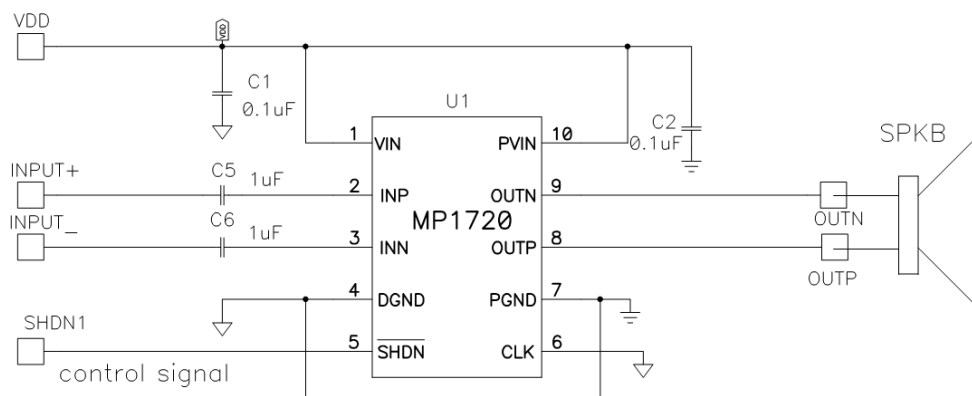 VDD
VDD
C1
0.1uF
U1
C2
0.1uF
SPKB
1 VIN
PVIN 10
INPUT+
C5
1uF
2 INP
OUTN 9
OUTN
INPUT_
C6
1uF
3 INN
MP1720
OUTP 8
OUTP
4 DGND
PGND 7
SHDN1
5 SHDN
CLK 6
control signal